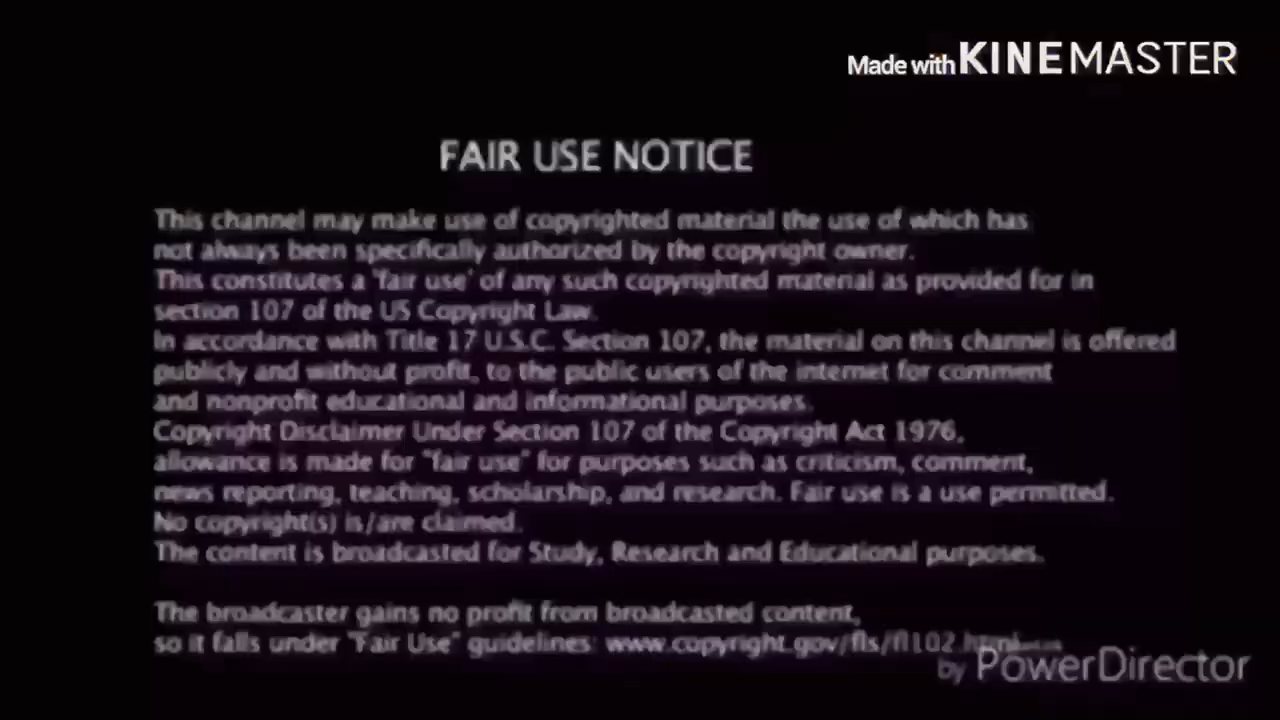 Made with KINEMASTER
FAIR USE NOTICE
This channel may make use of copyrighted material the use of which has
not always been specifically authorized by the copyright owner.
This constitutes a 'fair use' of any such copyrighted material as provided for in
section 107 of the US Copyright Law.
In accordance with Title 17 U.S.C. Section 107, the material on this channel is offered
publicly and without profit, to the public users of the internet for comment
and nonprofit educational and informational purposes.
Copyright Disclaimer Under Section 107 of the Copyright Act 1976,
allowance is made for "fair use" for purposes such as criticism, comment,
news reporting, teaching, scholarship, and research. Fair use is a use permitted.
No copyright(s) is/are claimed.
The content is broadcasted for Study, Research and Educational purposes.
The broadcaster gains no profit from broadcasted content,
so it falls under "Fair Use" guidelines: www.copyright.gov/fls/fl102.html
by PowerDirector